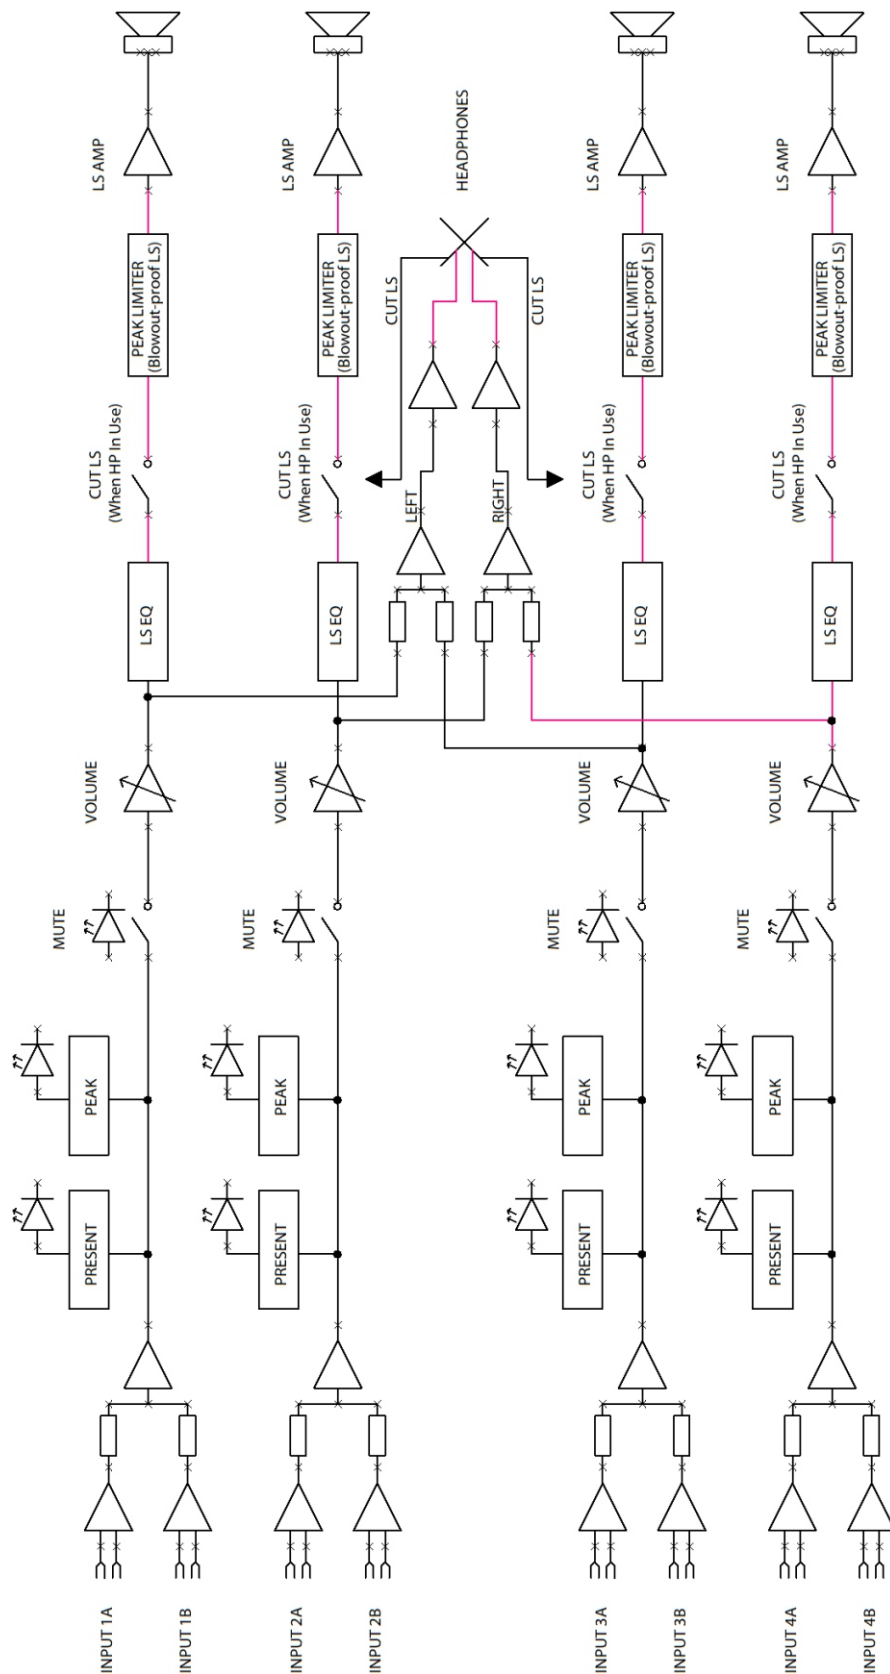 LS AMP
LS AMP
HEADPHONES
LS AMP
LS AMP
PEAK LIMITER
(Blowout-proof LS)
PEAK LIMITER
(Blowout-proof LS)
CUT LS
CUT LS
PEAK LIMITER
(Blowout-proof LS)
PEAK LIMITER
(Blowout-proof LS)
CUT LS
(When HP In Use)
CUT LS
(When HP In Use)
LEFT
RIGHT
CUT LS
(When HP In Use)
CUT LS
(When HP In Use)
LS EQ
LS EQ
LS EQ
LS EQ
VOLUME
VOLUME
VOLUME
VOLUME
MUTE
MUTE
MUTE
MUTE
PEAK
PEAK
PEAK
PEAK
PRESENT
PRESENT
PRESENT
PRESENT
INPUT 1A
INPUT 1B
INPUT 2A
INPUT 2B
INPUT 3A
INPUT 3B
INPUT 4A
INPUT 4B